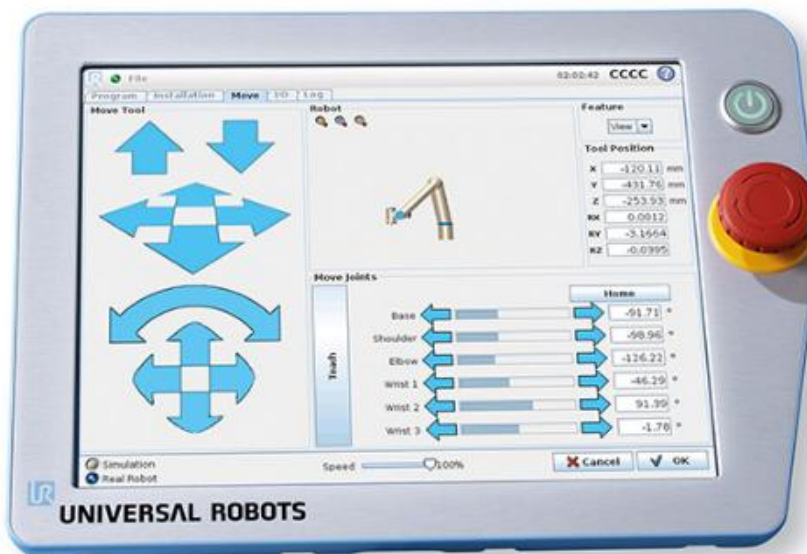 File 02:02:42 CCCC ?
Program Installation Move I/O Log
Move Tool
Robot
Feature
View
Tool Position
X -120.11 mm
Y -431.76 mm
Z -253.93 mm
RX 0.0012
RY -3.1664
RZ -0.0395
Move Joints
Teach
Home
Base -91.71 °
Shoulder -98.96 °
Elbow -126.22 °
Wrist 1 -46.29 °
Wrist 2 91.39 °
Wrist 3 -1.78 °
Simulation
Real Robot
Speed 100%
Cancel
OK
UR
UNIVERSAL ROBOTS